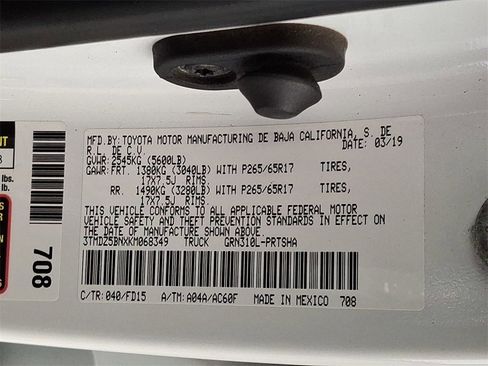 MFD.BY: TOYOTA MOTOR MANUFACTURING DE BAJA CALIFORNIA, S. DE
R.L. DE C.V. DATE: 03/19
GVWR: 2545KG (5600LB)
GAWR: FRT. 1380KG (3040LB) WITH P265/65R17 TIRES,
17X7.5J RIMS.
RR. 1490KG (3280LB) WITH P265/65R17 TIRES,
17X7.5J RIMS.
THIS VEHICLE CONFORMS TO ALL APPLICABLE FEDERAL MOTOR
VEHICLE SAFETY AND THEFT PREVENTION STANDARDS IN EFFECT ON
THE DATE OF MANUFACTURE SHOWN ABOVE.
3TMDZ5BNXKM068349 TRUCK GRN310L-PRTSHA
C/TR: 040/FD15 A/TM: A04A/AC60F MADE IN MEXICO 708
708
lbs.
lb.